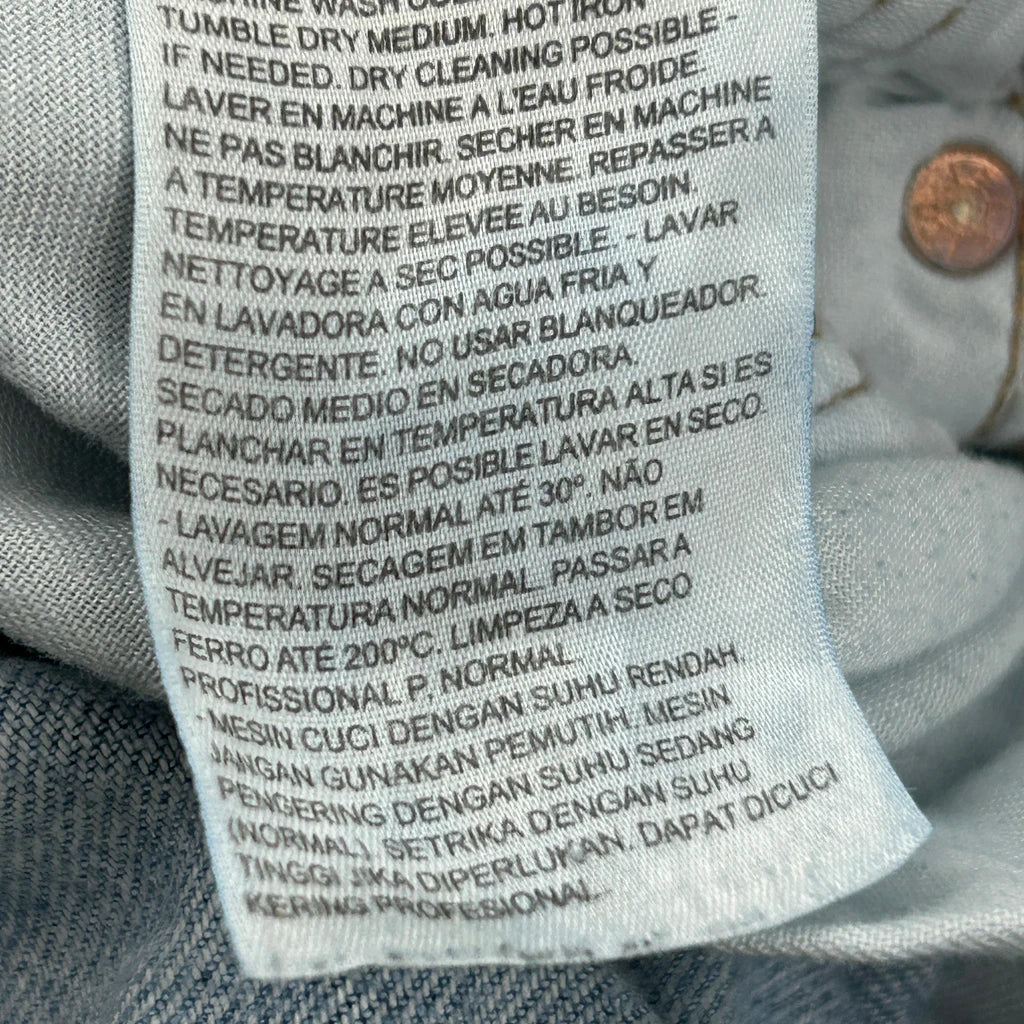 WASH
TUMBLE DRY MEDIUM. HOT IRON
IF NEEDED. DRY CLEANING POSSIBLE -
LAVER EN MACHINE A L'EAU FROIDE.
NE PAS BLANCHIR. SECHER EN MACHINE
A TEMPERATURE MOYENNE. REPASSER A
TEMPERATURE ELEVEE AU BESOIN.
NETTOYAGE A SEC POSSIBLE. - LAVAR
EN LAVADORA CON AGUA FRIA Y
DETERGENTE. NO USAR BLANQUEADOR.
SECADO MEDIO EN SECADORA.
PLANCHAR EN TEMPERATURA ALTA SI ES
NECESARIO. ES POSIBLE LAVAR EN SECO.
- LAVAGEM NORMAL ATÉ 30º. NÃO
ALVEJAR. SECAGEM EM TAMBOR EM
TEMPERATURA NORMAL. PASSAR A
FERRO ATÉ 200ºC. LIMPEZA A SECO
PROFISSIONAL P, NORMAL.
- MESIN CUCI DENGAN SUHU RENDAH.
JANGAN GUNAKAN PEMUTIH. MESIN
PENGERING DENGAN SUHU SEDANG
(NORMAL). SETRIKA DENGAN SUHU
TINGGI JIKA DIPERLUKAN. DAPAT DICUCI
KERING PROFESIONAL.